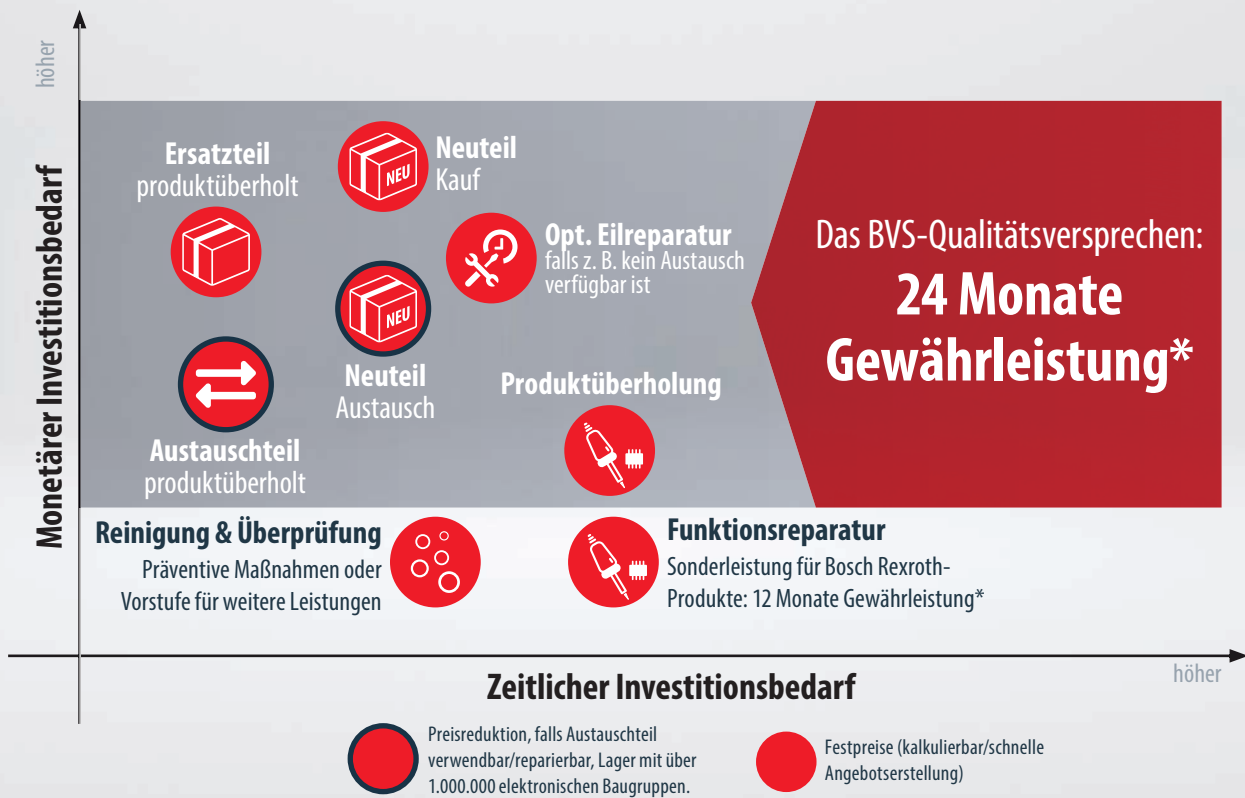 höher
Monetärer Investitionsbedarf
Ersatzteil
produktüberholt
NEU
Neuteil
Kauf
Opt. Eilreparatur
falls z. B. kein Austausch
verfügbar ist
NEU
Neuteil
Austausch
Austauschteil
produktüberholt
Produktüberholung
Das BVS-Qualitätsversprechen:
24 Monate
Gewährleistung*
Reinigung & Überprüfung
Präventive Maßnahmen oder
Vorstufe für weitere Leistungen
Funktionsreparatur
Sonderleistung für Bosch Rexroth-
Produkte: 12 Monate Gewährleistung*
Zeitlicher Investitionsbedarf
höher
Preisreduktion, falls Austauschteil
verwendbar/reparierbar, Lager mit über
1.000.000 elektronischen Baugruppen.
Festpreise (kalkulierbar/schnelle
Angebotserstellung)